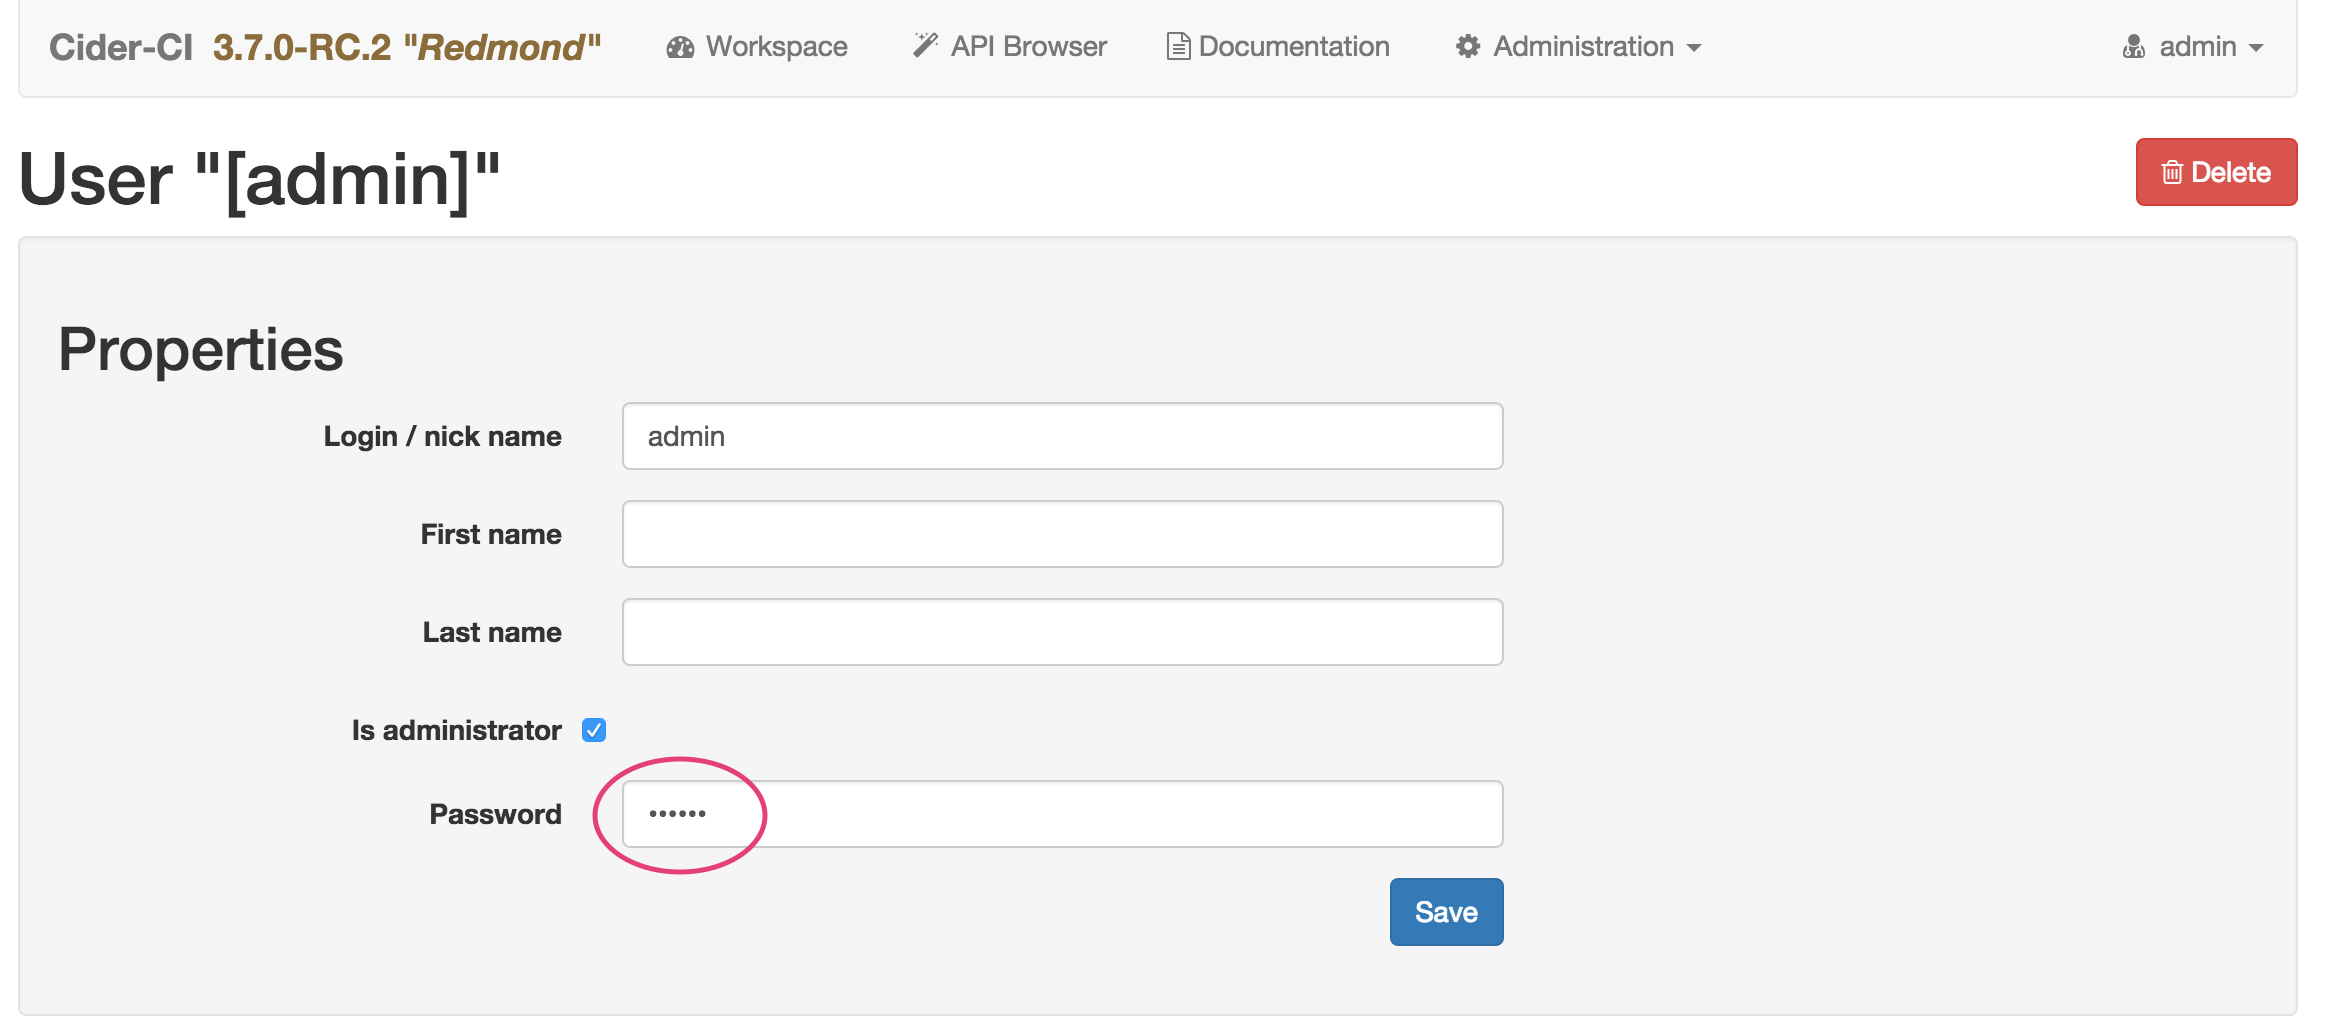 Cider-CI 3.7.0-RC.2 "Redmond" Workspace API Browser Documentation Administration admin
User "[admin]" Delete
Properties
Login / nick name admin
First name
Last name
Is administrator
Password ••••••
Save